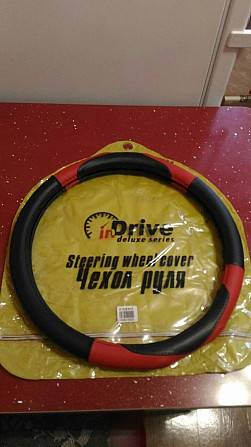 inDrive
deluxe series
Steering wheel cover
Чехол руля